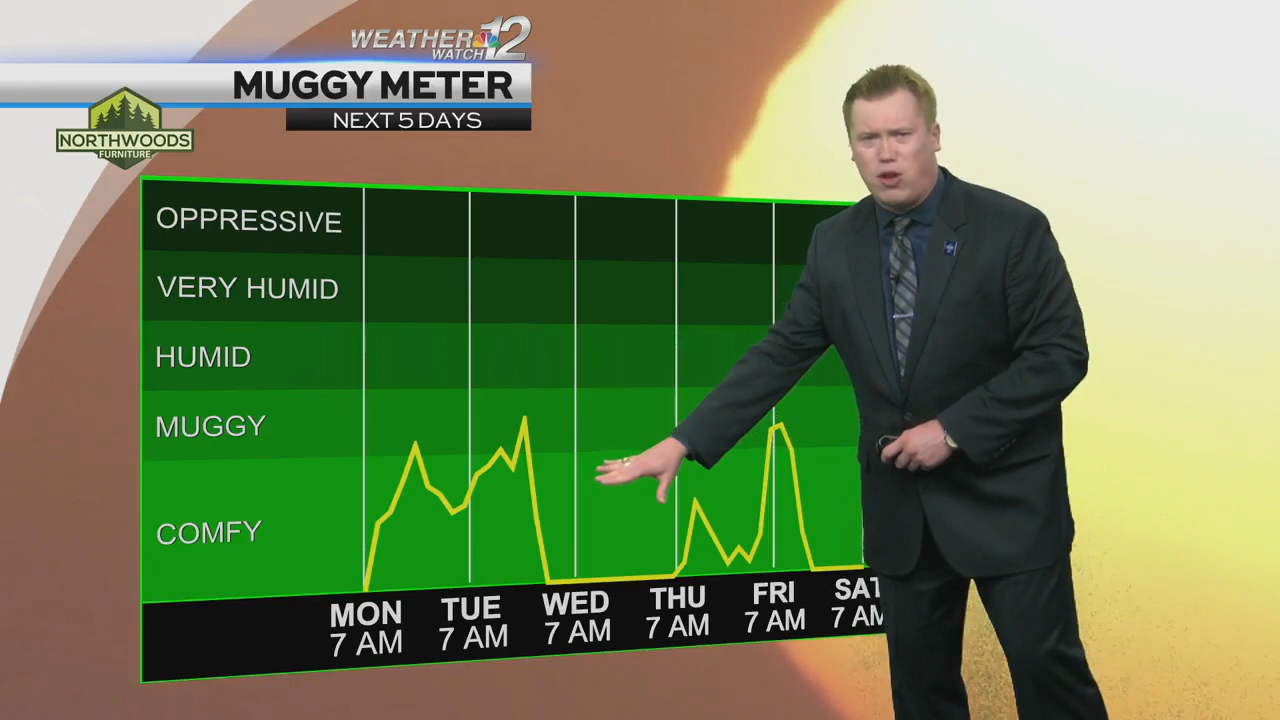 WEATHER
WATCH 12
MUGGY METER
NEXT 5 DAYS
NORTHWOODS
FURNITURE
OPPRESSIVE
VERY HUMID
HUMID
MUGGY
COMFY
MON TUE WED THU FRI SAT
7 AM 7 AM 7 AM 7 AM 7 AM 7 AM